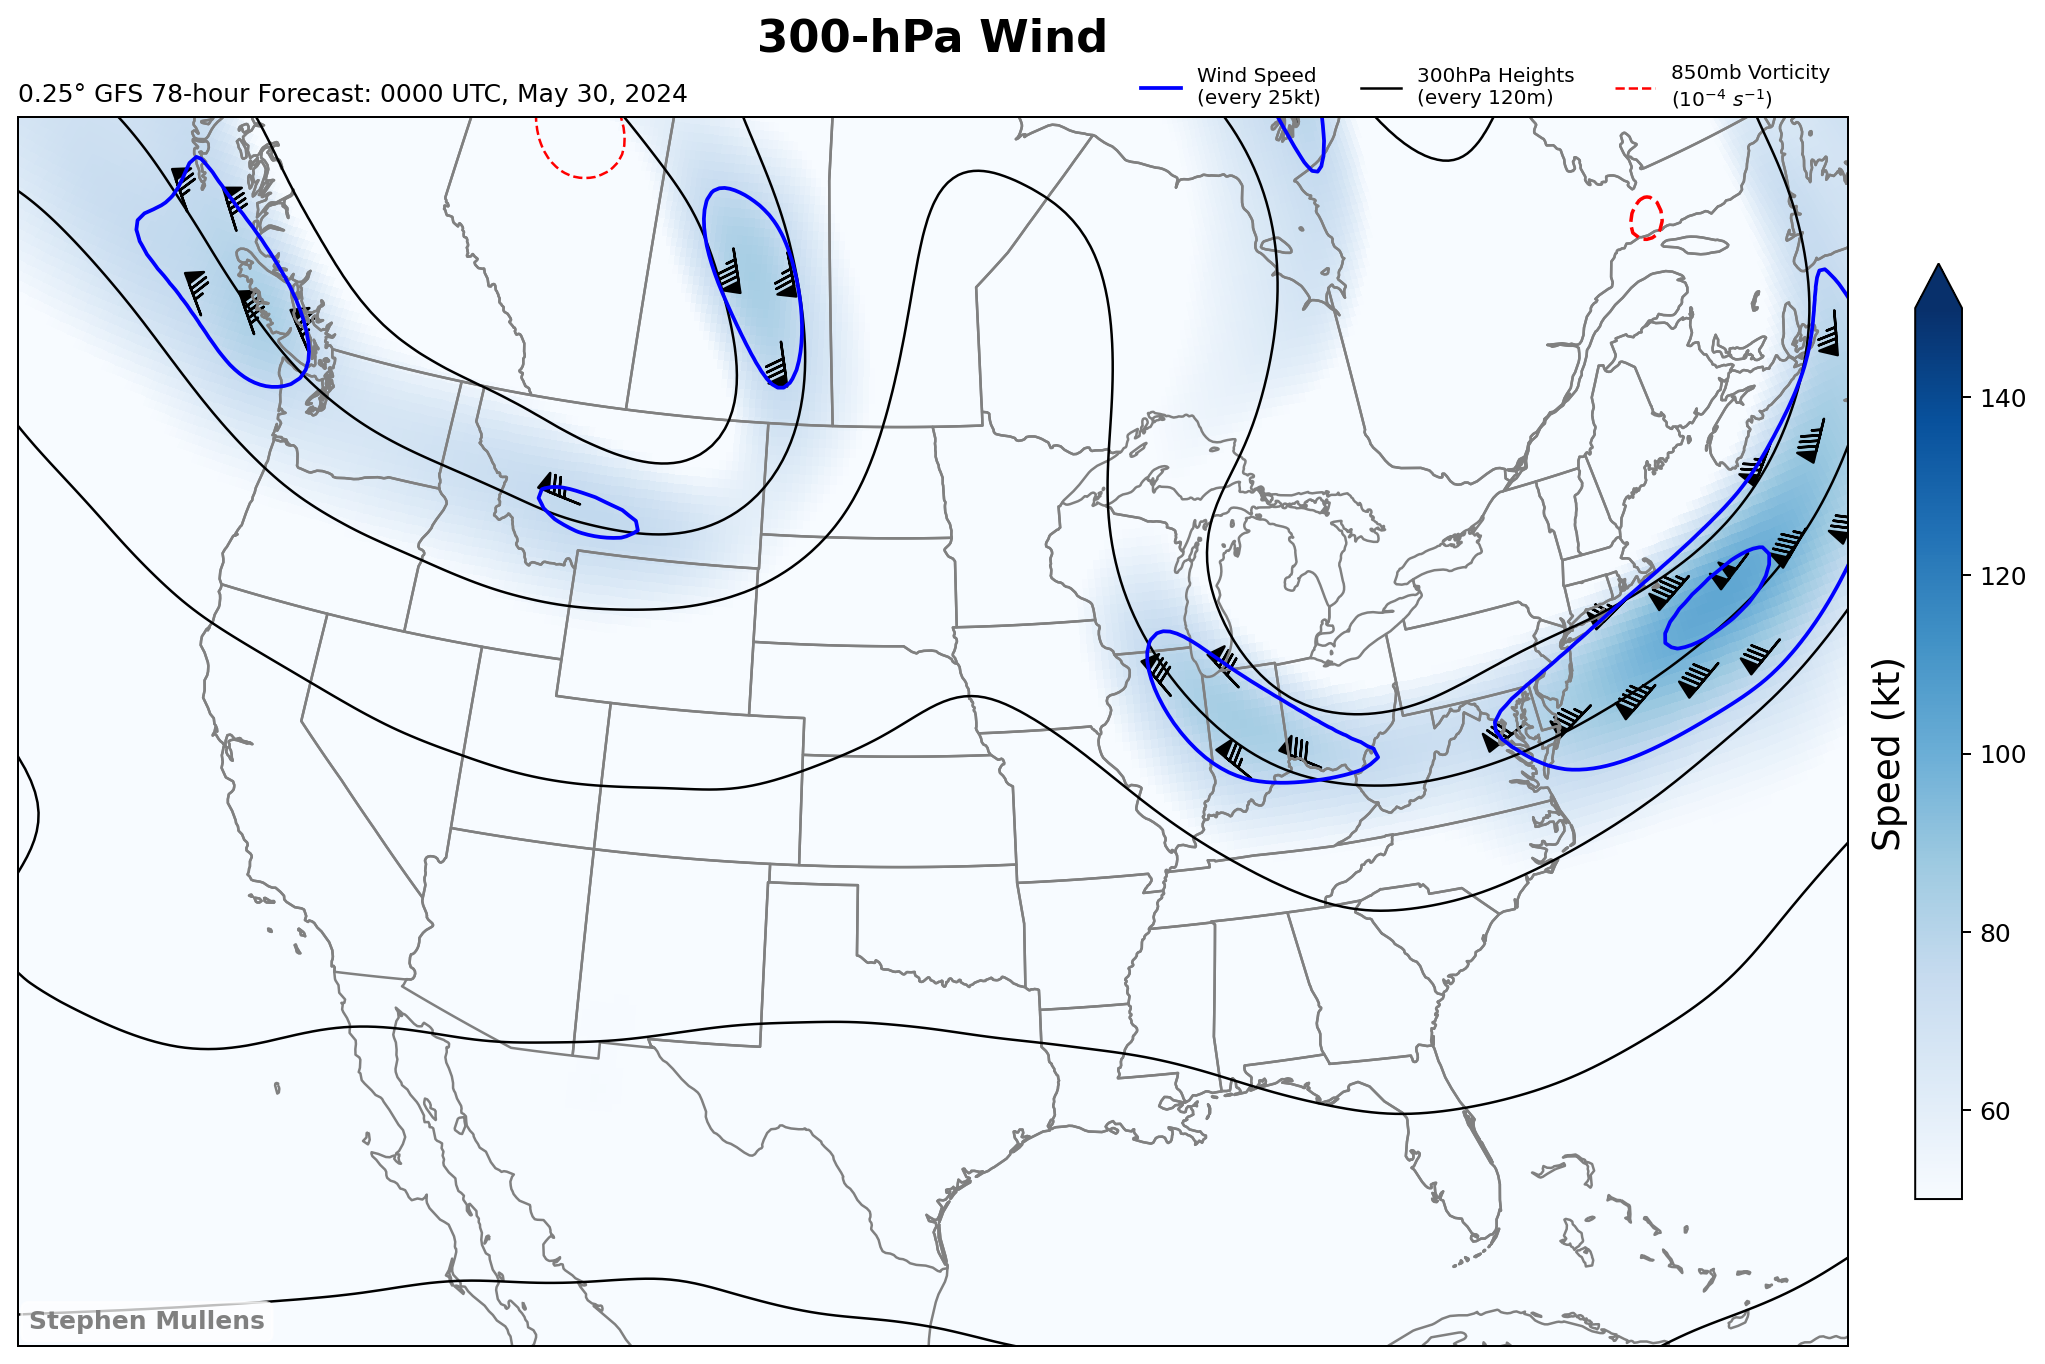 300-hPa Wind
0.25° GFS 78-hour Forecast: 0000 UTC, May 30, 2024
Wind Speed
(every 25kt)
300hPa Heights
(every 120m)
850mb Vorticity
(10⁻⁴ s⁻¹)
140
120
100
80
60
Speed (kt)
Stephen Mullens